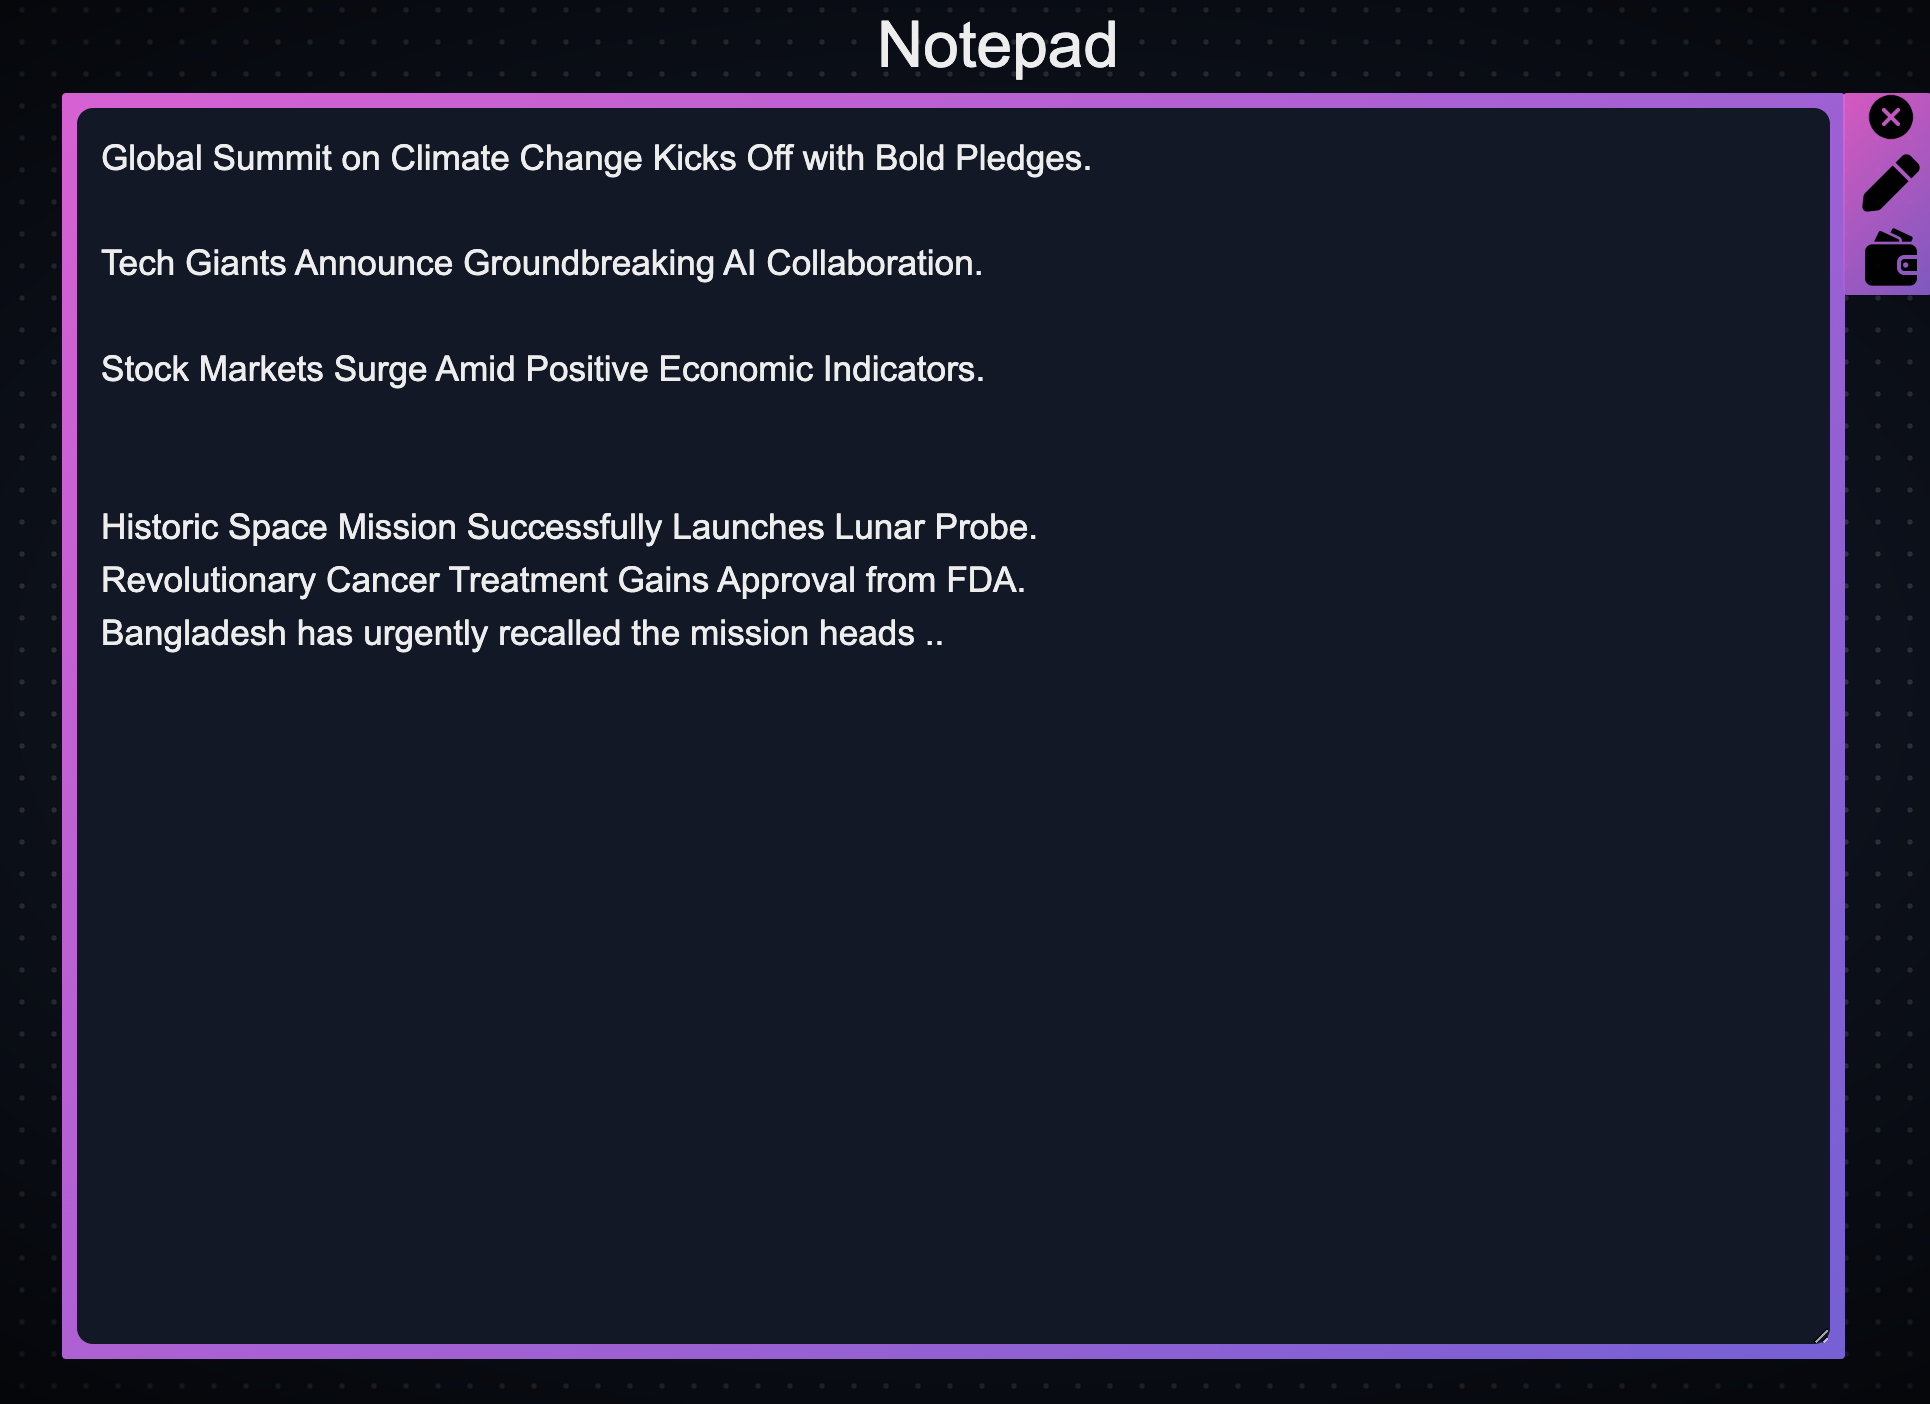 Notepad
Global Summit on Climate Change Kicks Off with Bold Pledges.
Tech Giants Announce Groundbreaking AI Collaboration.
Stock Markets Surge Amid Positive Economic Indicators.
Historic Space Mission Successfully Launches Lunar Probe.
Revolutionary Cancer Treatment Gains Approval from FDA.
Bangladesh has urgently recalled the mission heads ..